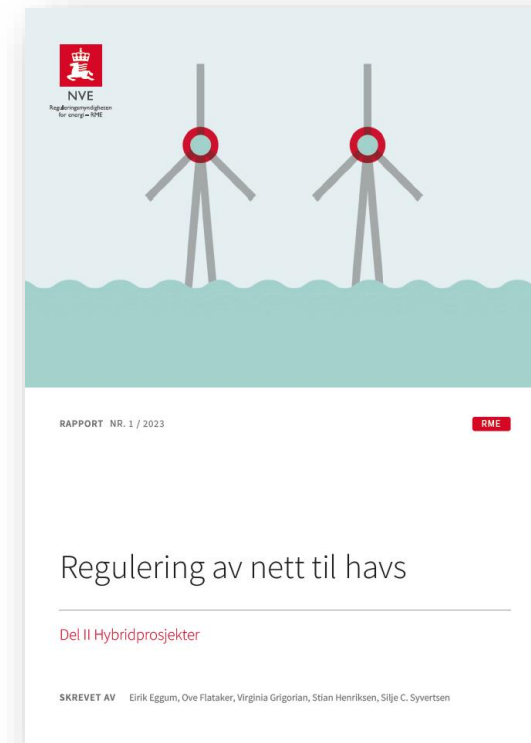 NVE
Reguleringsmyndigheten
for energi – RME
RAPPORT NR. 1 / 2023
RME
Regulering av nett til havs
Del II Hybridprosjekter
SKREVET AV Eirik Eggum, Ove Flataker, Virginia Grigorian, Stian Henriksen, Silje C. Syvertsen